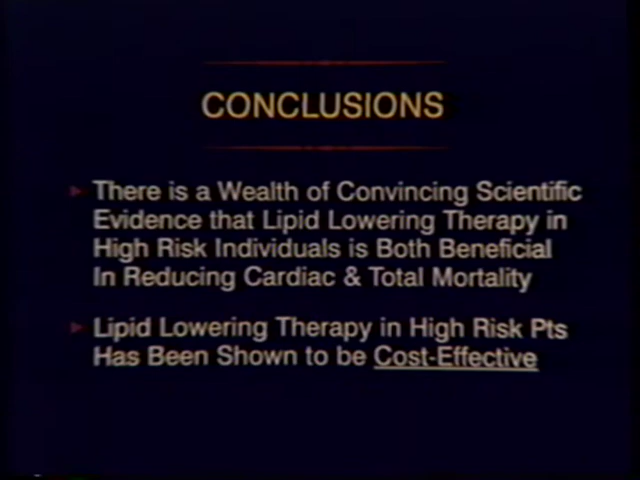 CONCLUSIONS
There is a Wealth of Convincing Scientific
Evidence that Lipid Lowering Therapy in
High Risk Individuals is Both Beneficial
In Reducing Cardiac & Total Mortality
Lipid Lowering Therapy in High Risk Pts
Has Been Shown to be Cost-Effective